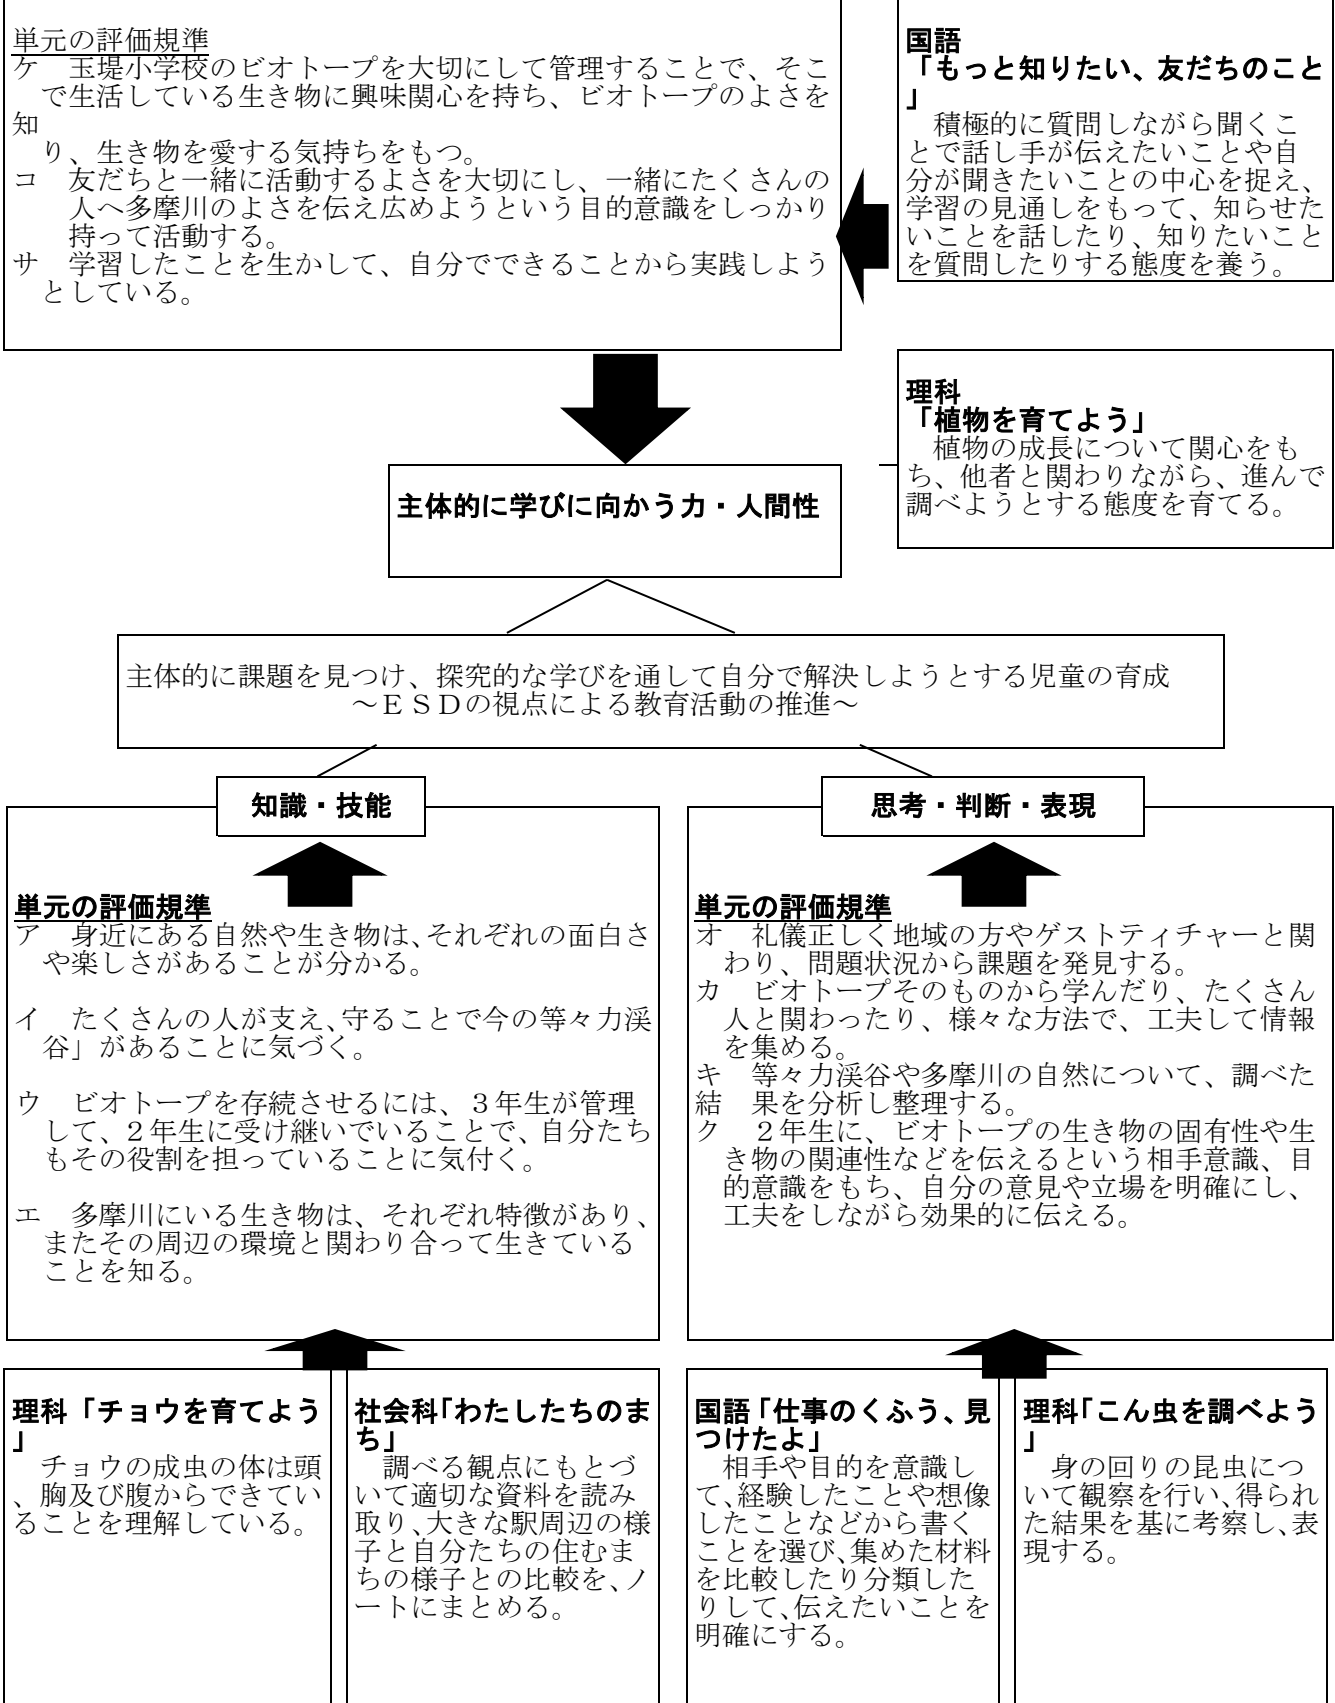 単元の評価規準
ケ　玉堤小学校のビオトープを大切にして管理することで、そこ
で生活している生き物に興味関心を持ち、ビオトープのよさを
知
り、生き物を愛する気持ちをもつ。
コ　友だちと一緒に活動するよさを大切にし、一緒にたくさんの
人へ多摩川のよさを伝え広めようという目的意識をしっかり
持って活動する。
サ　学習したことを生かして、自分でできることから実践しよう
としている。
国語
「もっと知りたい、友だちのこと
」
積極的に質問しながら聞くこ
とで話し手が伝えたいことや自
分が聞きたいことの中心を捉え、
学習の見通しをもって、知らせた
いことを話したり、知りたいこと
を質問したりする態度を養う。
理科
「植物を育てよう」
植物の成長について関心をも
ち、他者と関わりながら、進んで
調べようとする態度を育てる。
主体的に学びに向かう力・人間性
主体的に課題を見つけ、探究的な学びを通して自分で解決しようとする児童の育成
～ＥＳＤの視点による教育活動の推進～
知識・技能
単元の評価規準
ア　身近にある自然や生き物は、それぞれの面白さ
や楽しさがあることが分かる。
イ　たくさんの人が支え、守ることで今の等々力渓
谷」があることに気づく。
ウ　ビオトープを存続させるには、３年生が管理
して、２年生に受け継いでいることで、自分たち
もその役割を担っていることに気付く。
エ　多摩川にいる生き物は、それぞれ特徴があり、
またその周辺の環境と関わり合って生きている
ことを知る。
思考・判断・表現
単元の評価規準
オ　礼儀正しく地域の方やゲストティチャーと関
わり、問題状況から課題を発見する。
カ　ビオトープそのものから学んだり、たくさん
人と関わったり、様々な方法で、工夫して情報
を集める。
キ　等々力渓谷や多摩川の自然について、調べた
結　果を分析し整理する。
ク　２年生に、ビオトープの生き物の固有性や生
き物の関連性などを伝えるという相手意識、目
的意識をもち、自分の意見や立場を明確にし、
工夫をしながら効果的に伝える。
理科「チョウを育てよう
」
チョウの成虫の体は頭
、胸及び腹からできてい
ることを理解している。
社会科「わたしたちのま
ち」
調べる観点にもとづ
いて適切な資料を読み
取り、大きな駅周辺の様
子と自分たちの住むま
ちの様子との比較を、ノ
ートにまとめる。
国語「仕事のくふう、見
つけたよ」
相手や目的を意識し
て、経験したことや想像
したことなどから書く
ことを選び、集めた材料
を比較したり分類した
りして、伝えたいことを
明確にする。
理科「こん虫を調べよう
」
身の回りの昆虫につ
いて観察を行い、得られ
た結果を基に考察し、表
現する。